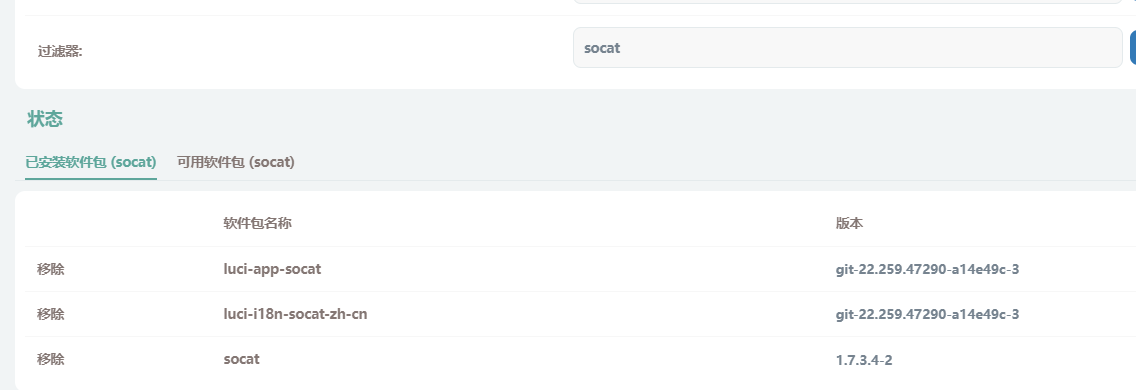 过滤器: socat
状态
已安装软件包 (socat) 可用软件包 (socat)
软件包名称 版本
移除 luci-app-socat git-22.259.47290-a14e49c-3
移除 luci-i18n-socat-zh-cn git-22.259.47290-a14e49c-3
移除 socat 1.7.3.4-2